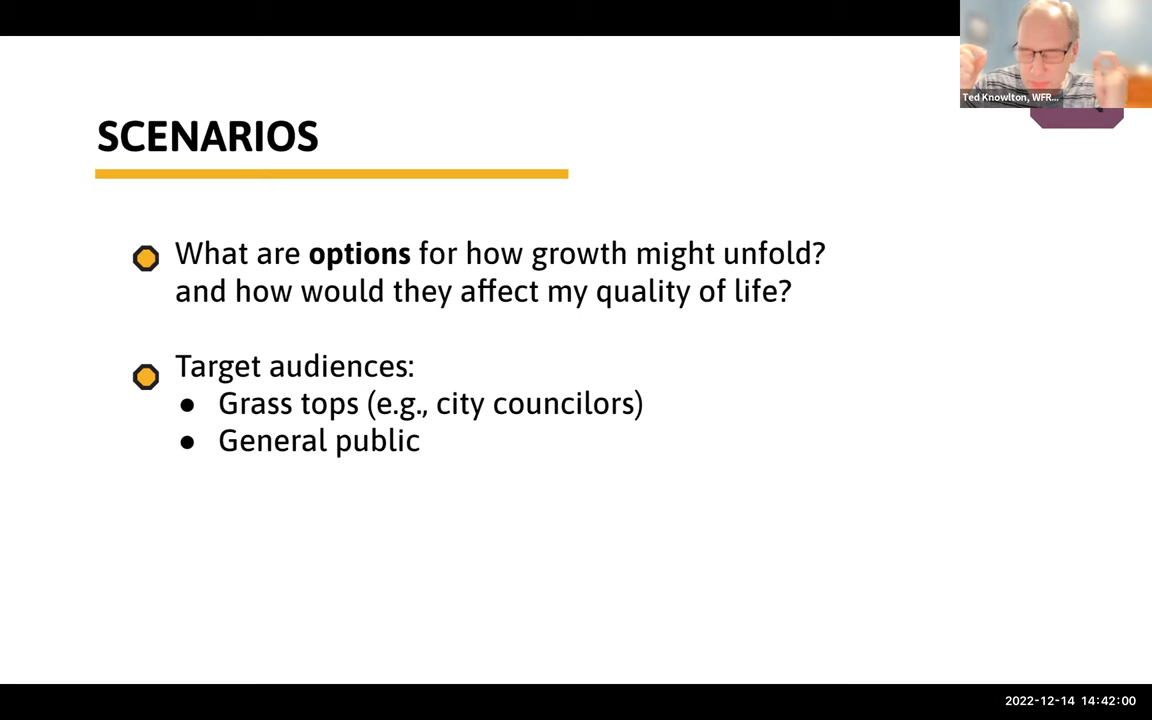 Ted Knowlton, WFR...
SCENARIOS
What are options for how growth might unfold?
and how would they affect my quality of life?
Target audiences:
● Grass tops (e.g., city councilors)
● General public
2022-12-14 14:42:00